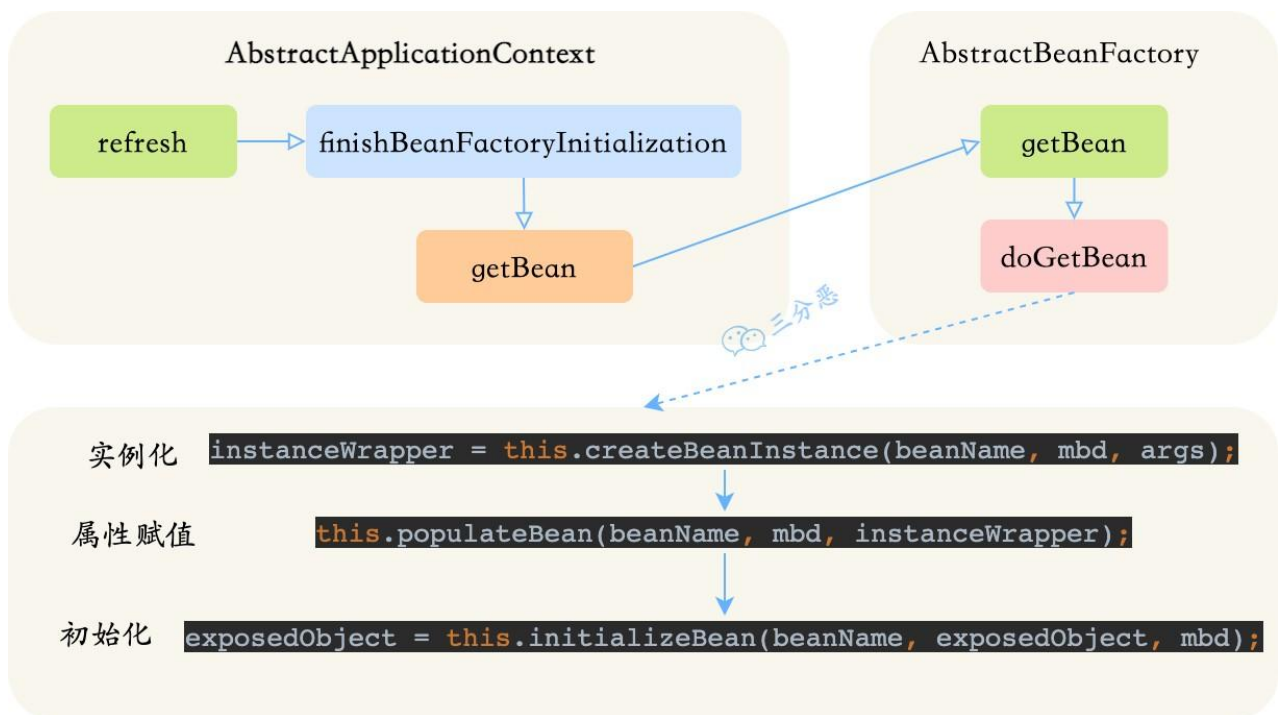 AbstractApplicationContext
AbstractBeanFactory
refresh
finishBeanFactoryInitialization
getBean
getBean
doGetBean
三分恶
实例化 instanceWrapper = this.createBeanInstance(beanName, mbd, args);
属性赋值 this.populateBean(beanName, mbd, instanceWrapper);
初始化 exposedObject = this.initializeBean(beanName, exposedObject, mbd);